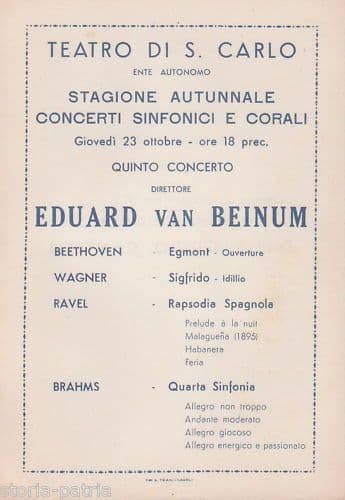 TEATRO DI S. CARLO
ENTE AUTONOMO
STAGIONE AUTUNNALE
CONCERTI SINFONICI E CORALI
Giovedì 23 ottobre - ore 18 prec.
QUINTO CONCERTO
DIRETTORE
EDUARD VAN BEINUM
BEETHOVEN - Egmont - Ouverture
WAGNER - Sigfrido - Idillio
RAVEL - Rapsodia Spagnola
Prelude á la nuit
Malagueña (1895)
Habanera
Feria
BRAHMS - Quarta Sinfonia
Allegro non troppo
Andante moderato
Allegro giocoso
Allegro energico e passionato
storia-patria